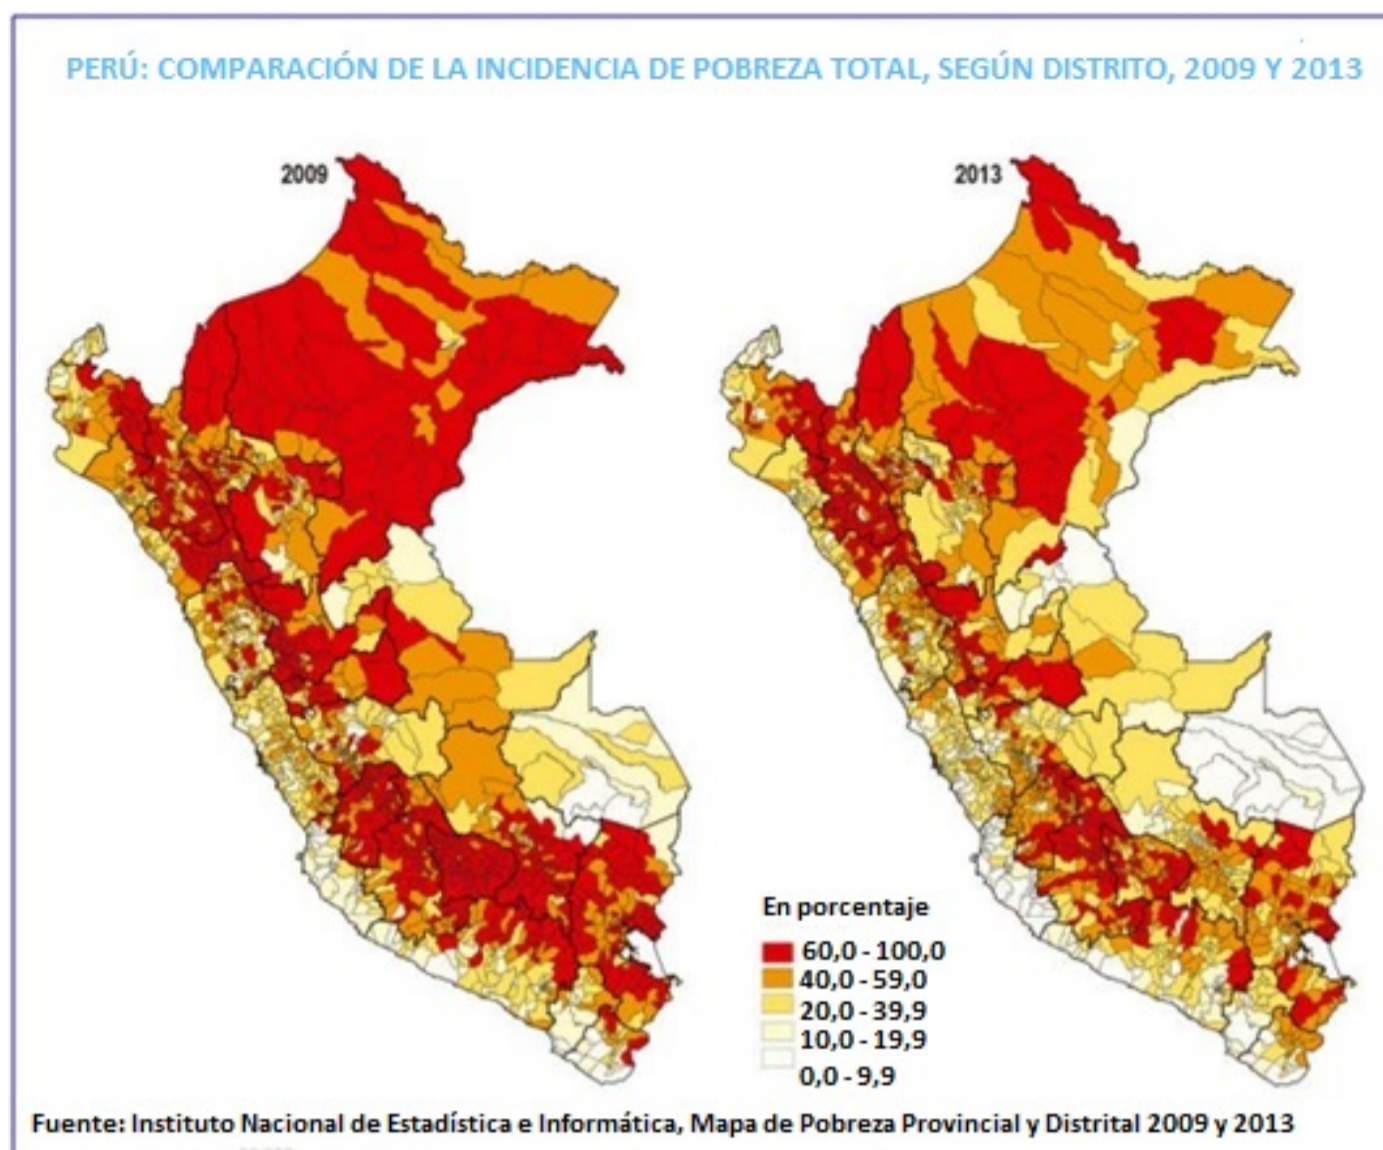 PERÚ: COMPARACIÓN DE LA INCIDENCIA DE POBREZA TOTAL, SEGÚN DISTRITO, 2009 Y 2013
2009
2013
En porcentaje
60,0 - 100,0
40,0 - 59,0
20,0 - 39,9
10,0 - 19,9
0,0 - 9,9
Fuente: Instituto Nacional de Estadística e Informática, Mapa de Pobreza Provincial y Distrital 2009 y 2013